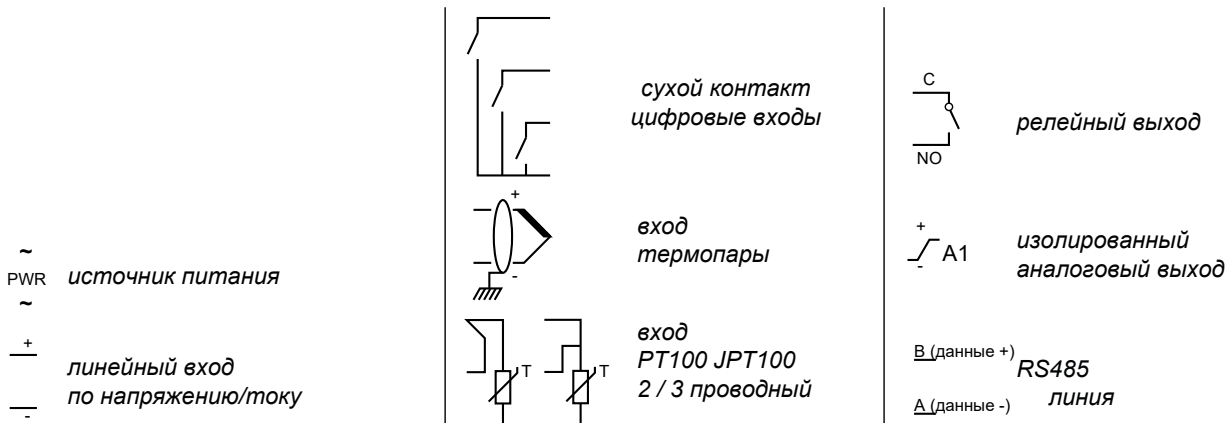 ~
PWR источник питания
~
+
линейный вход
по напряжению/току
-
сухой контакт
цифровые входы
+
вход
термопары
-
вход
PT100 JPT100
2 / 3 проводный
T
T
C
релейный выход
NO
+
A1
-
изолированный
аналоговый выход
B (данные +)
RS485
линия
A (данные -)